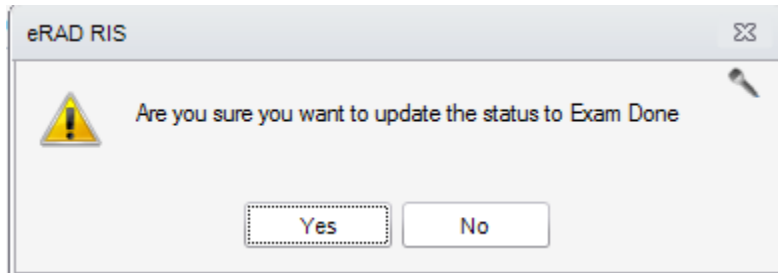 eRAD RIS
Are you sure you want to update the status to Exam Done
Yes
No